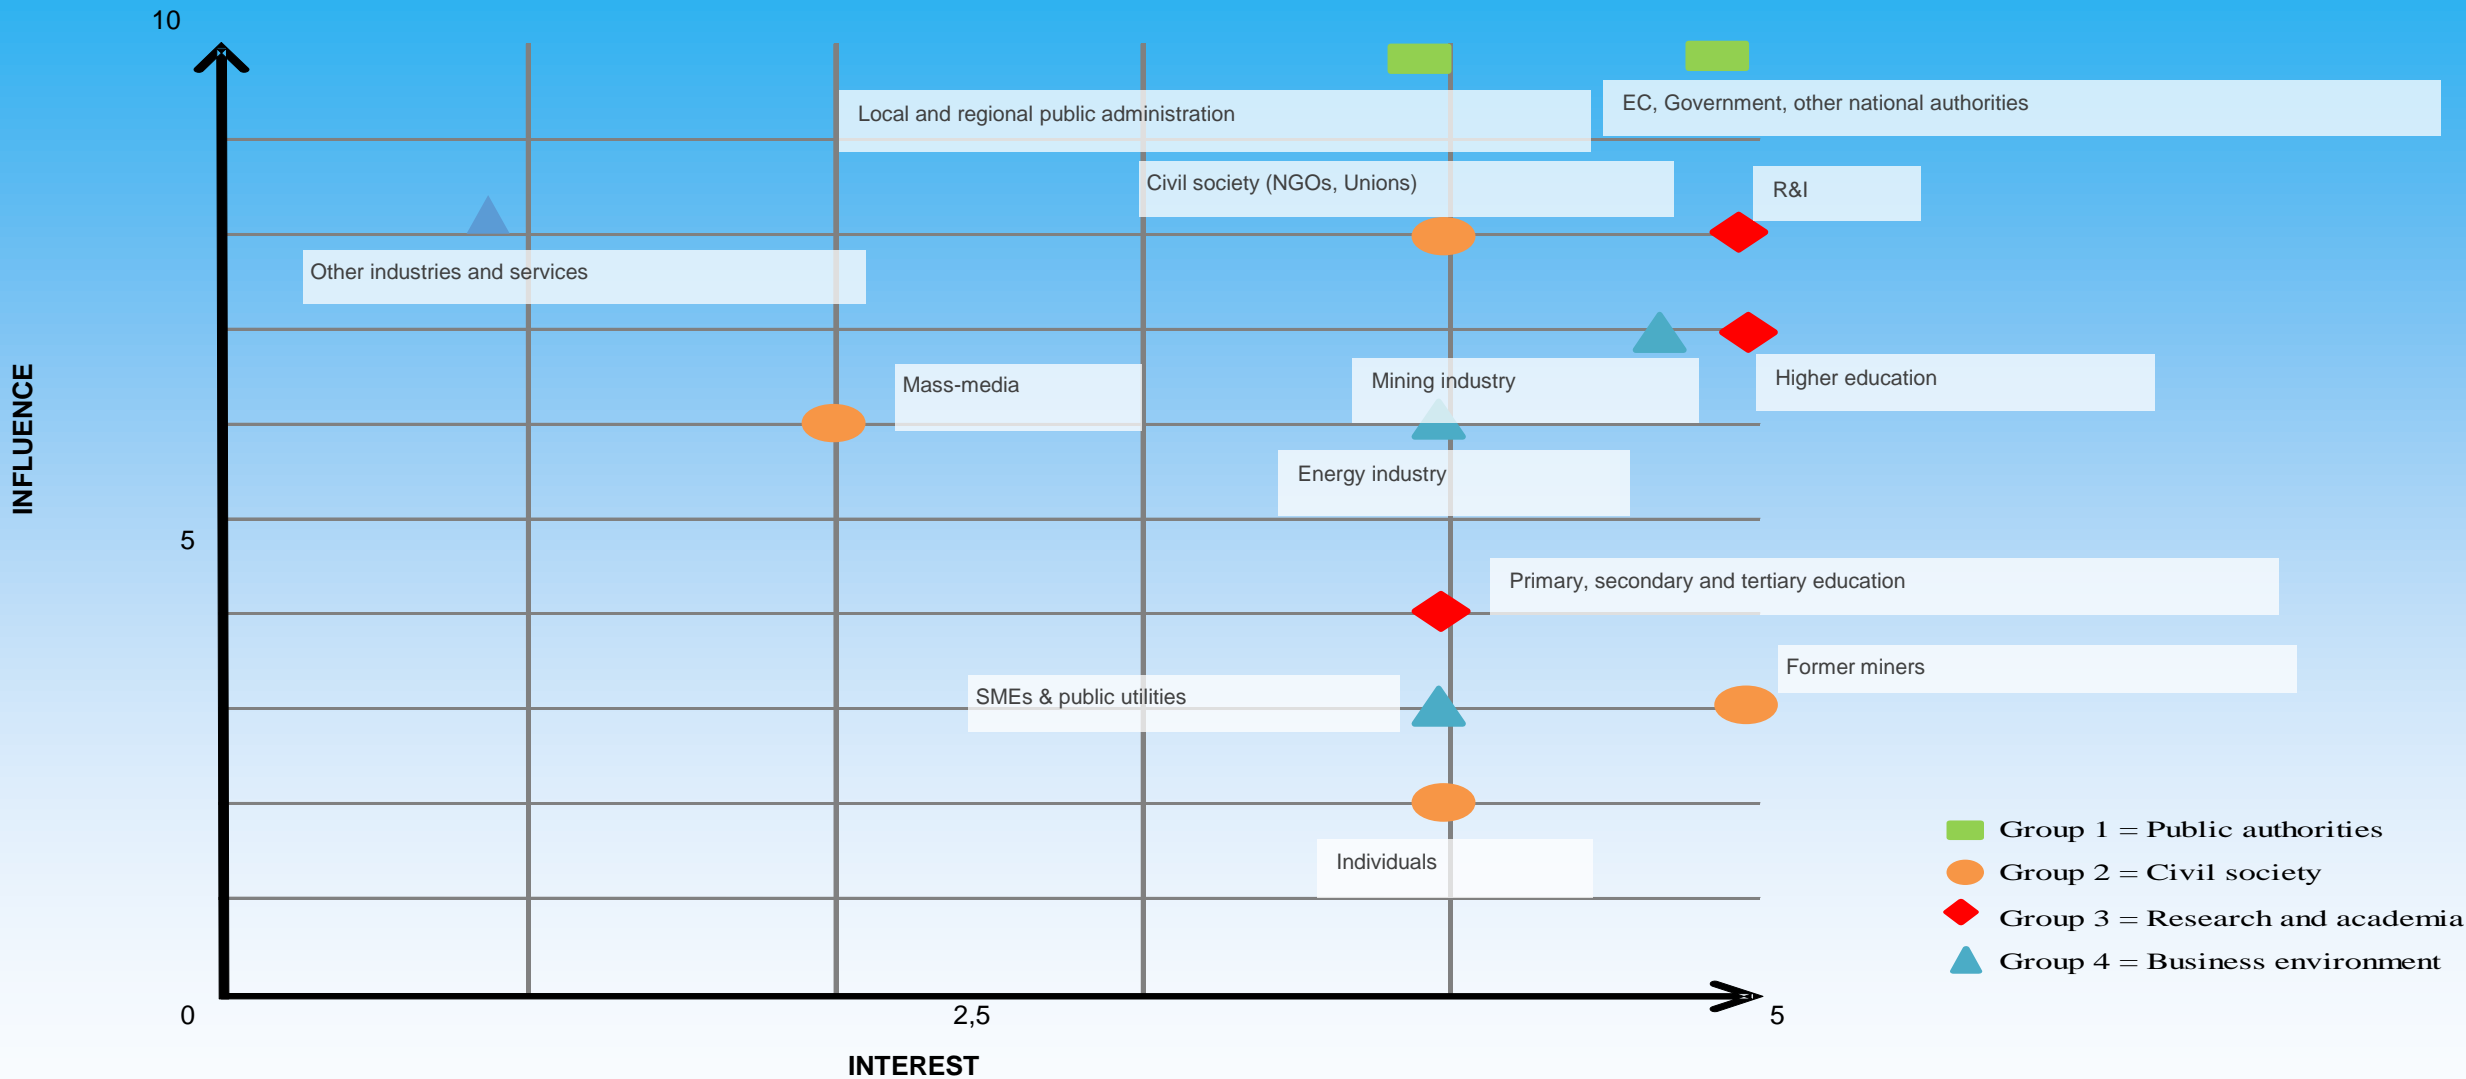 10
EC, Government, other national authorities
Local and regional public administration
Civil society (NGOs, Unions)
R&I
Other industries and services
Mass-media
Mining industry
Higher education
INFLUENCE
Energy industry
5
Primary, secondary and tertiary education
Former miners
SMEs & public utilities
Individuals
Group 1 = Public authorities
Group 2 = Civil society
Group 3 = Research and academia
Group 4 = Business environment
0
2,5
5
INTEREST